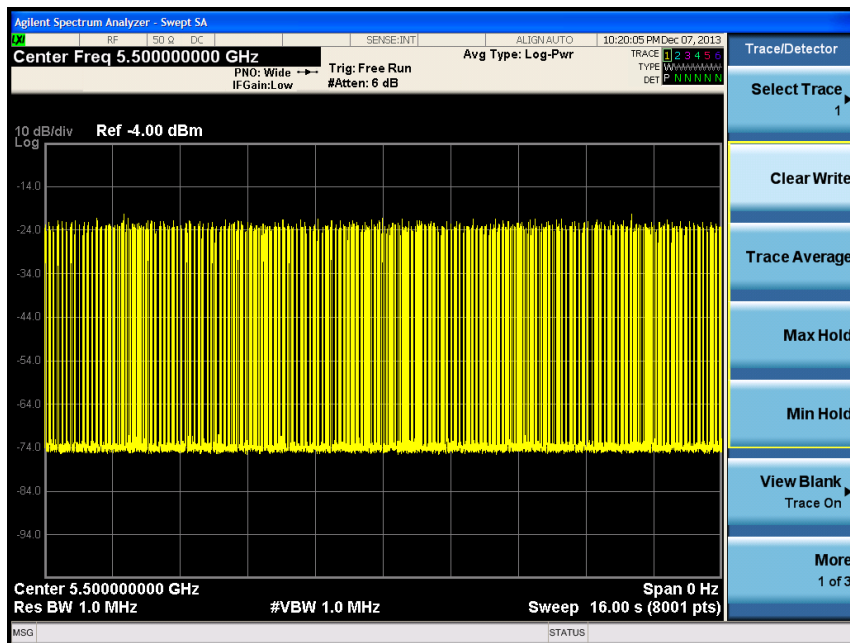 Agilent Spectrum Analyzer - Swept SA
LXI RF 50 Ω DC SENSE:INT ALIGN AUTO 10:20:05 PM Dec 07, 2013
Center Freq 5.500000000 GHz
PNO: Wide
IFGain:Low
Trig: Free Run
#Atten: 6 dB
Avg Type: Log-Pwr
TRACE 1 2 3 4 5 6
TYPE W
DET P N N N N N
10 dB/div Ref -4.00 dBm
Log
-14.0
-24.0
-34.0
-44.0
-54.0
-64.0
-74.0
-84.0
-94.0
Center 5.500000000 GHz Span 0 Hz
Res BW 1.0 MHz #VBW 1.0 MHz Sweep 16.00 s (8001 pts)
MSG STATUS
Trace/Detector
Select Trace
1
Clear Write
Trace Average
Max Hold
Min Hold
View Blank
Trace On
More
1 of 3